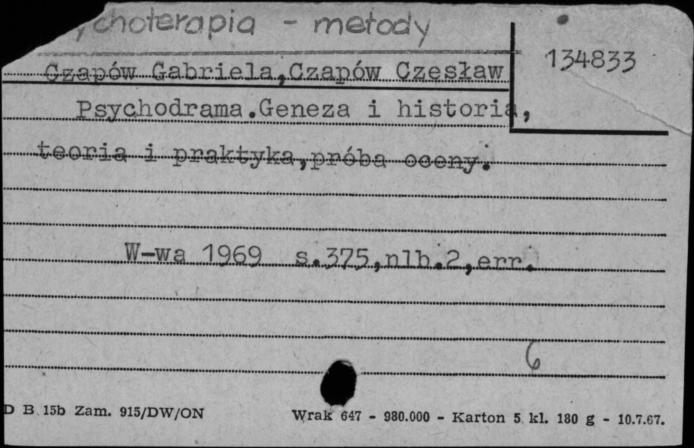 ychoterapia - metody
134833
Czapów Gabriela,Czapów Czesław
Psychodrama.Geneza i historia,
teoria i praktyka,próba oceny.
W-wa 1969 s.375,nlb.2,err.
6
D B 15b Zam. 915/DW/ON Wrak 647 - 980.000 - Karton 5 kl. 180 g - 10.7.67.